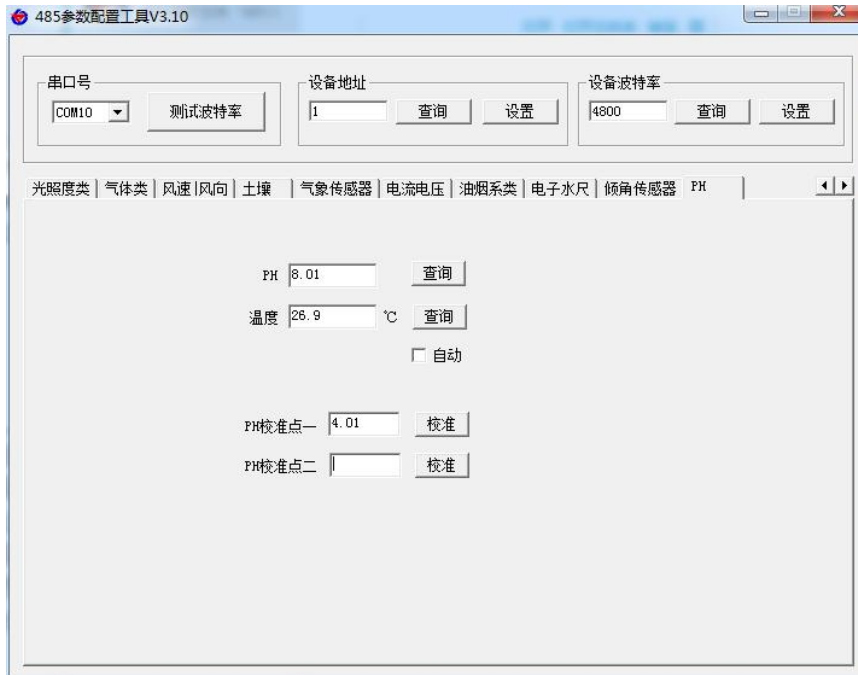 485参数配置工具V3.10
串口号
COM10
测试波特率
设备地址
1
查询
设置
设备波特率
4800
查询
设置
光照度类
气体类
风速|风向
土壤
气象传感器
电流电压
油烟系类
电子水尺
倾角传感器
PH
PH 8.01 查询
温度 26.9 ℃ 查询
自动
PH校准点一 4.01 校准
PH校准点二 校准